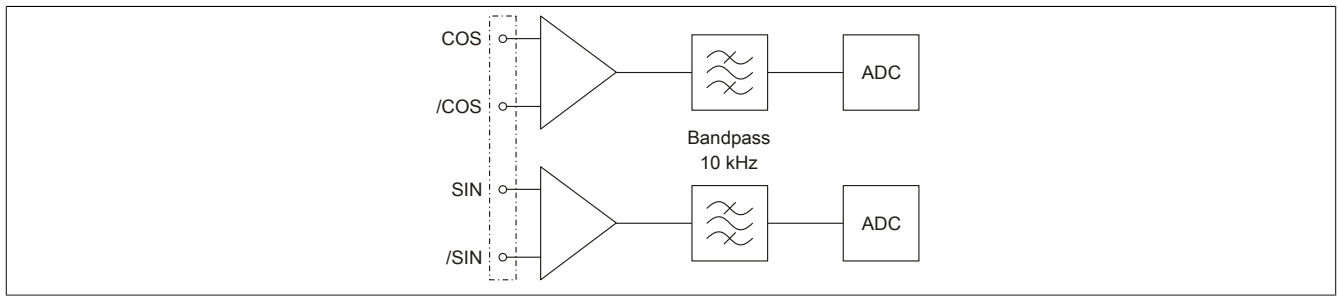 COS
ADC
/COS
Bandpass
10 kHz
SIN
ADC
/SIN